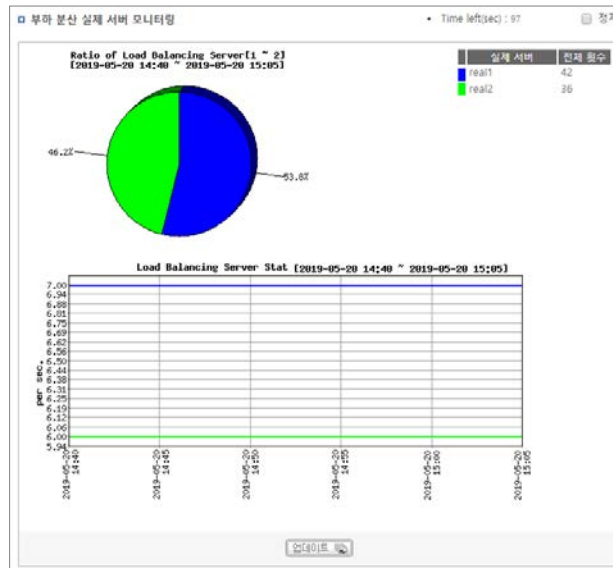 부하 분산 실제 서버 모니터링
Time left(sec) : 97
정지
Ratio of Load Balancing Server[1 ~ 2]
[2019-05-20 14:40 ~ 2019-05-20 15:05]
실제 서버 전체 횟수
real1 42
real2 36
46.2%
53.8%
Load Balancing Server Stat [2019-05-20 14:40 ~ 2019-05-20 15:05]
per sec.
7.00
6.94
6.88
6.81
6.75
6.69
6.62
6.56
6.50
6.44
6.38
6.31
6.25
6.19
6.12
6.06
6.00
5.94
2019-05-20 14:40
2019-05-20 14:45
2019-05-20 14:50
2019-05-20 14:55
2019-05-20 15:00
2019-05-20 15:05
업데이트